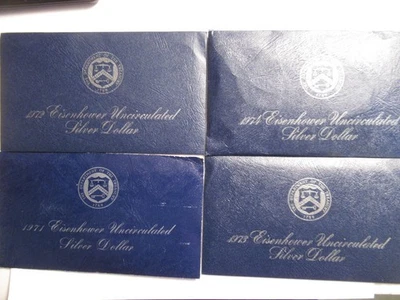 1972 Eisenhower Uncirculated
Silver Dollar
1974 Eisenhower Uncirculated
Silver Dollar
1971 Eisenhower Uncirculated
Silver Dollar
1973 Eisenhower Uncirculated
Silver Dollar